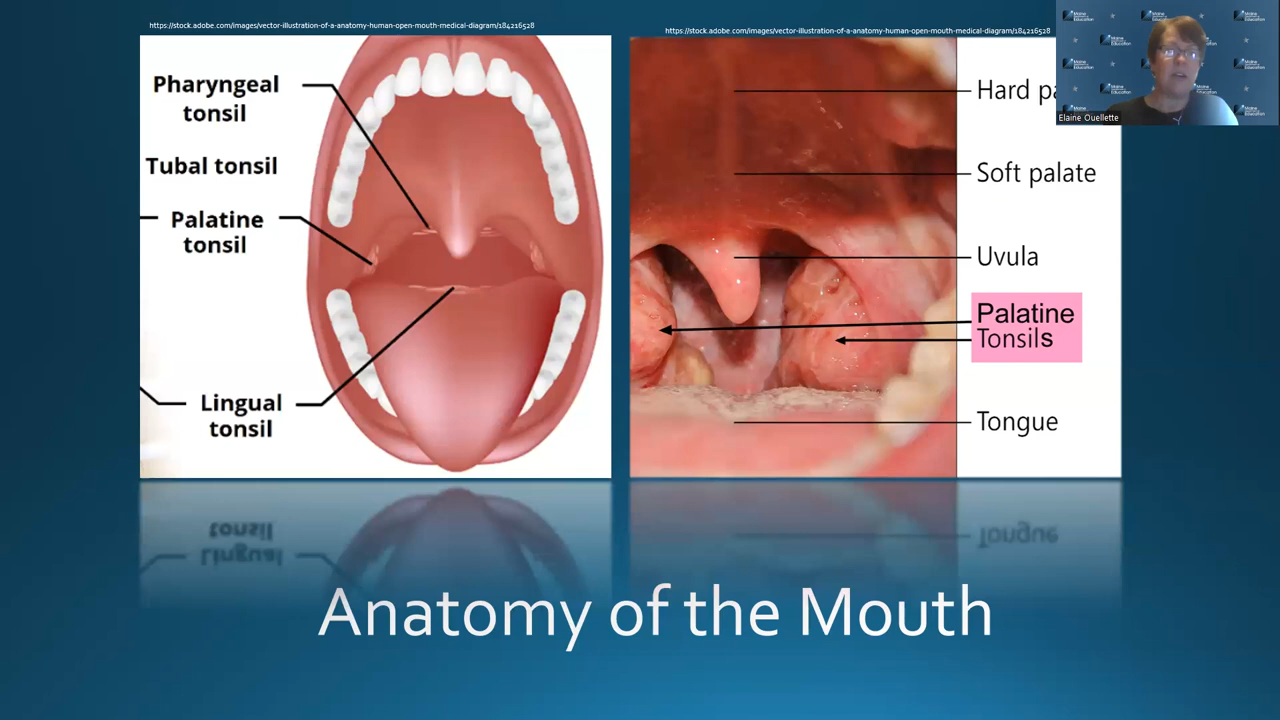 https://stock.adobe.com/images/vector-illustration-of-a-anatomy-human-open-mouth-medical-diagram/184216528
https://stock.adobe.com/images/vector-illustration-of-a-anatomy-human-open-mouth-medical-diagram/184216528
Pharyngeal
tonsil
Tubal tonsil
Palatine
tonsil
Lingual
tonsil
Hard pa
Soft palate
Uvula
Palatine
Tonsils
Tongue
Elaine Ouellette
Anatomy of the Mouth